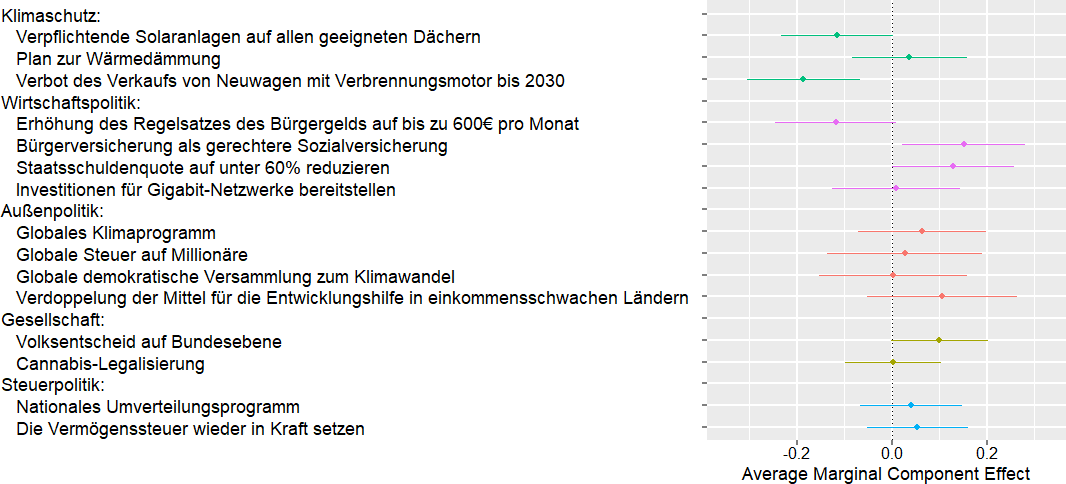 Klimaschutz:
Verpflichtende Solaranlagen auf allen geeigneten Dächern
Plan zur Wärmedämmung
Verbot des Verkaufs von Neuwagen mit Verbrennungsmotor bis 2030
Wirtschaftspolitik:
Erhöhung des Regelsatzes des Bürgergelds auf bis zu 600€ pro Monat
Bürgerversicherung als gerechtere Sozialversicherung
Staatsschuldenquote auf unter 60% reduzieren
Investitionen für Gigabit-Netzwerke bereitstellen
Außenpolitik:
Globales Klimaprogramm
Globale Steuer auf Millionäre
Globale demokratische Versammlung zum Klimawandel
Verdoppelung der Mittel für die Entwicklungshilfe in einkommensschwachen Ländern
Gesellschaft:
Volksentscheid auf Bundesebene
Cannabis-Legalisierung
Steuerpolitik:
Nationales Umverteilungsprogramm
Die Vermögenssteuer wieder in Kraft setzen
-0.2 0.0 0.2
Average Marginal Component Effect